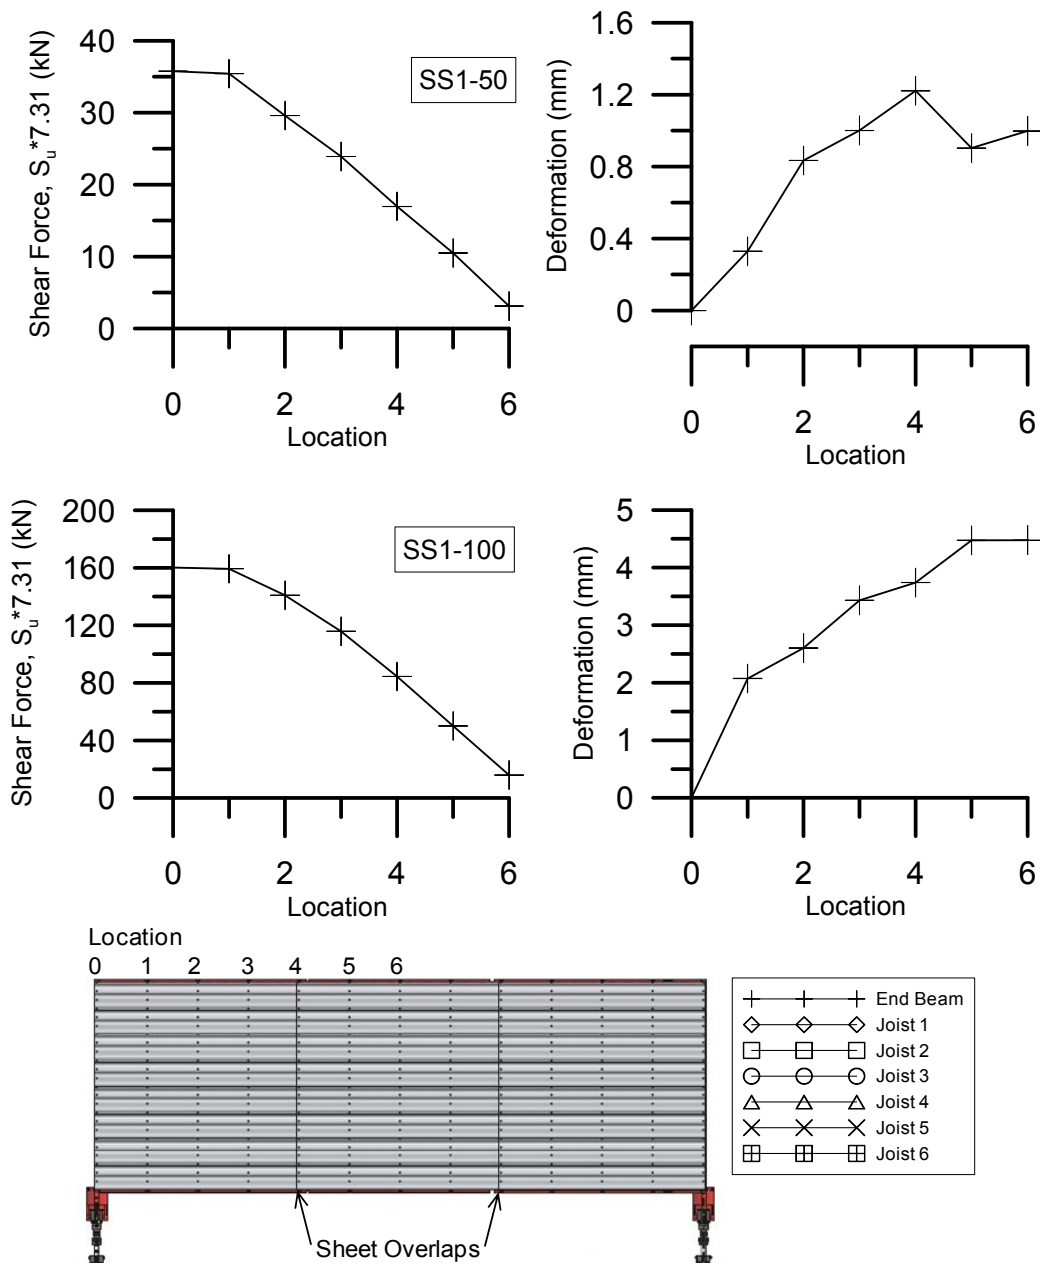 Shear Force, Su*7.31 (kN)
40
30
20
10
0
0 2 4 6
Location
SS1-50
Deformation (mm)
1.6
1.2
0.8
0.4
0
0 2 4 6
Location
Shear Force, Su*7.31 (kN)
200
160
120
80
40
0
0 2 4 6
Location
SS1-100
Deformation (mm)
5
4
3
2
1
0
0 2 4 6
Location
Location
0 1 2 3 4 5 6
Sheet Overlaps
End Beam
Joist 1
Joist 2
Joist 3
Joist 4
Joist 5
Joist 6